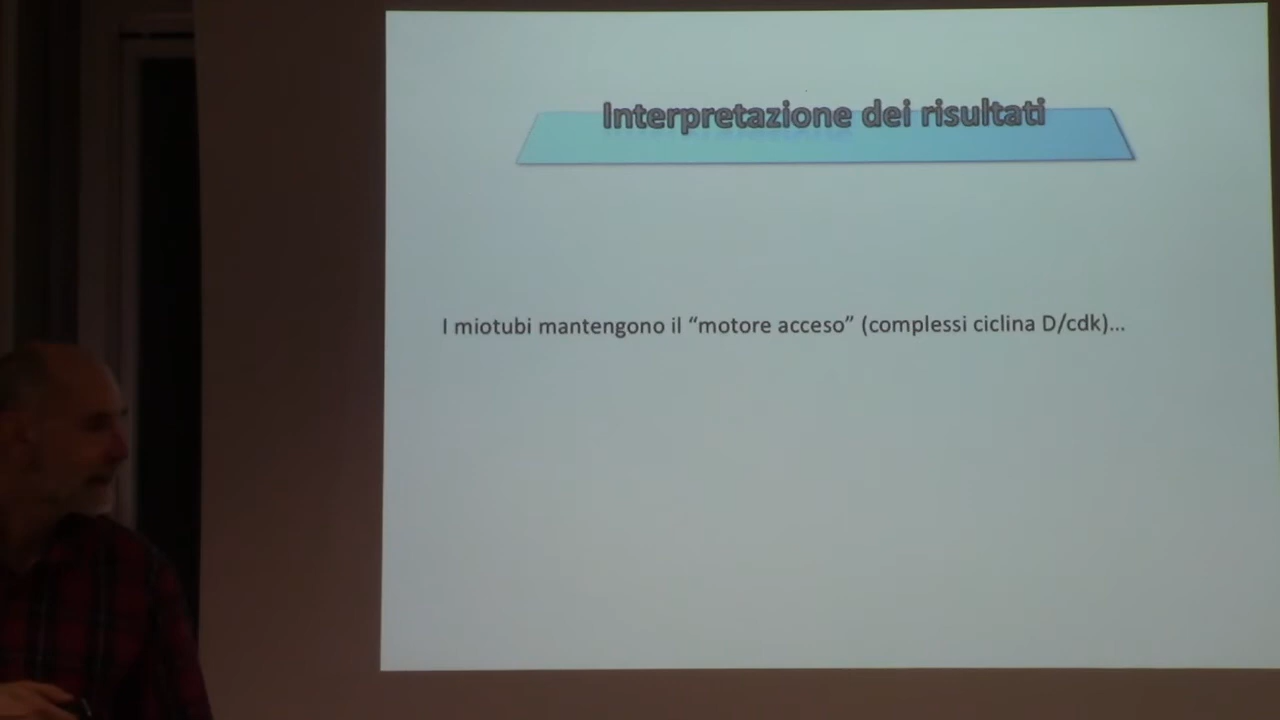 Interpretazione dei risultati
I miotubi mantengono il “motore acceso” (complessi ciclina D/cdk)...